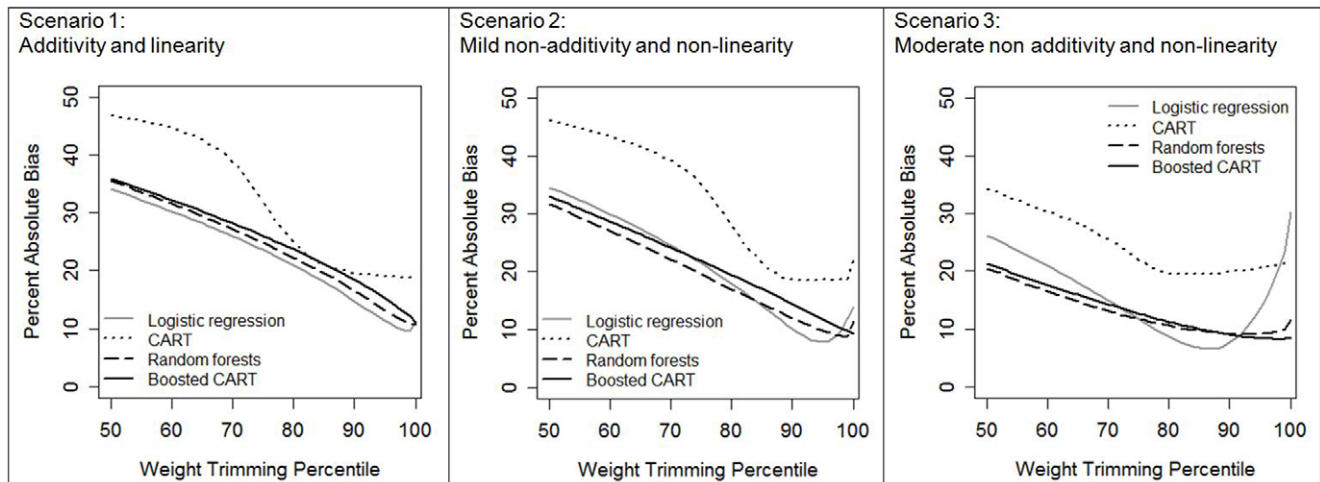 Scenario 1:
Additivity and linearity
Percent Absolute Bias
50
40
30
20
10
0
Logistic regression
CART
Random forests
Boosted CART
50 60 70 80 90 100
Weight Trimming Percentile
Scenario 2:
Mild non-additivity and non-linearity
Percent Absolute Bias
50
40
30
20
10
0
Logistic regression
CART
Random forests
Boosted CART
50 60 70 80 90 100
Weight Trimming Percentile
Scenario 3:
Moderate non additivity and non-linearity
Percent Absolute Bias
50
40
30
20
10
0
Logistic regression
CART
Random forests
Boosted CART
50 60 70 80 90 100
Weight Trimming Percentile